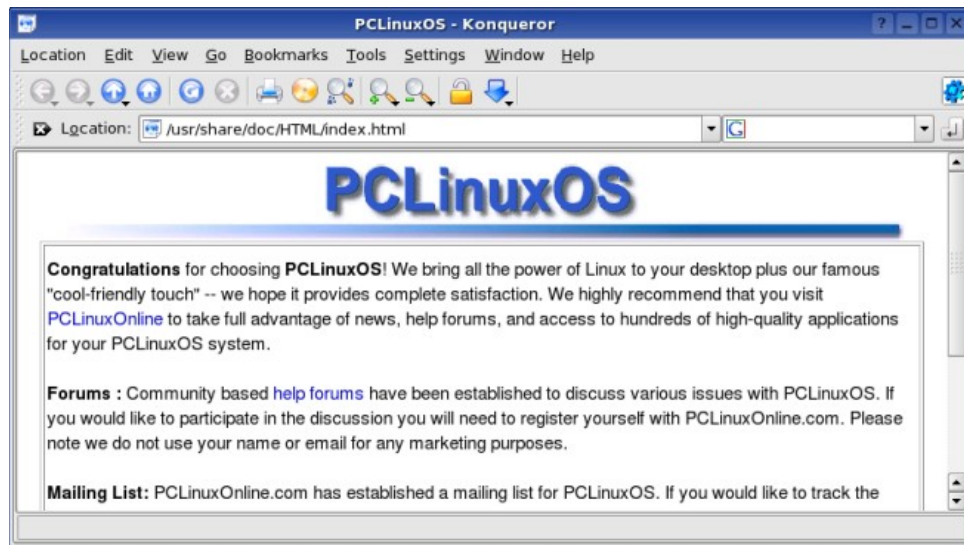 PCLinuxOS - Konqueror
Location Edit View Go Bookmarks Tools Settings Window Help
Location: /usr/share/doc/HTML/index.html
G
PCLinuxOS
Congratulations for choosing PCLinuxOS! We bring all the power of Linux to your desktop plus our famous
"cool-friendly touch" -- we hope it provides complete satisfaction. We highly recommend that you visit
PCLinuxOnline to take full advantage of news, help forums, and access to hundreds of high-quality applications
for your PCLinuxOS system.
Forums : Community based help forums have been established to discuss various issues with PCLinuxOS. If
you would like to participate in the discussion you will need to register yourself with PCLinuxOnline.com. Please
note we do not use your name or email for any marketing purposes.
Mailing List: PCLinuxOnline.com has established a mailing list for PCLinuxOS. If you would like to track the